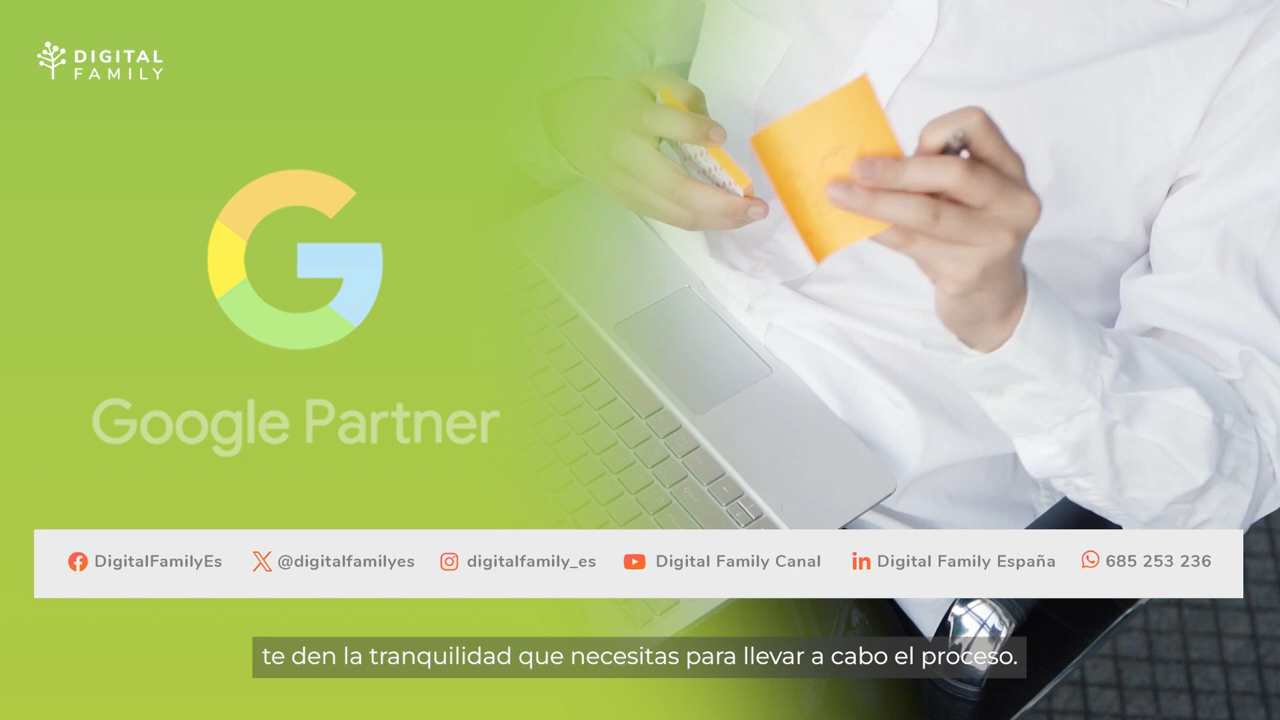 DIGITAL
FAMILY
Google Partner
DigitalFamilyEs @digitalfamilyes digitalfamily_es Digital Family Canal Digital Family España 685 253 236
te den la tranquilidad que necesitas para llevar a cabo el proceso.